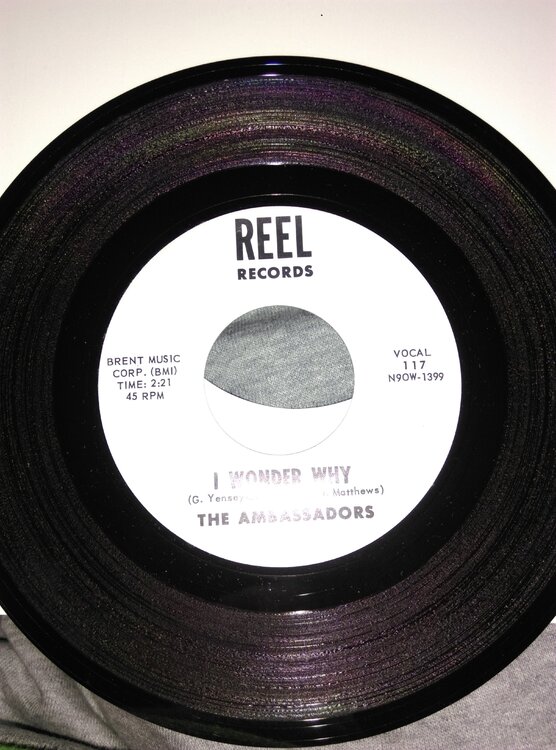 REEL
RECORDS
BRENT MUSIC
CORP. (BMI)
TIME: 2:21
45 RPM
VOCAL
117
N9OW-1399
I WONDER WHY
(G. Matthews)
THE AMBASSADORS